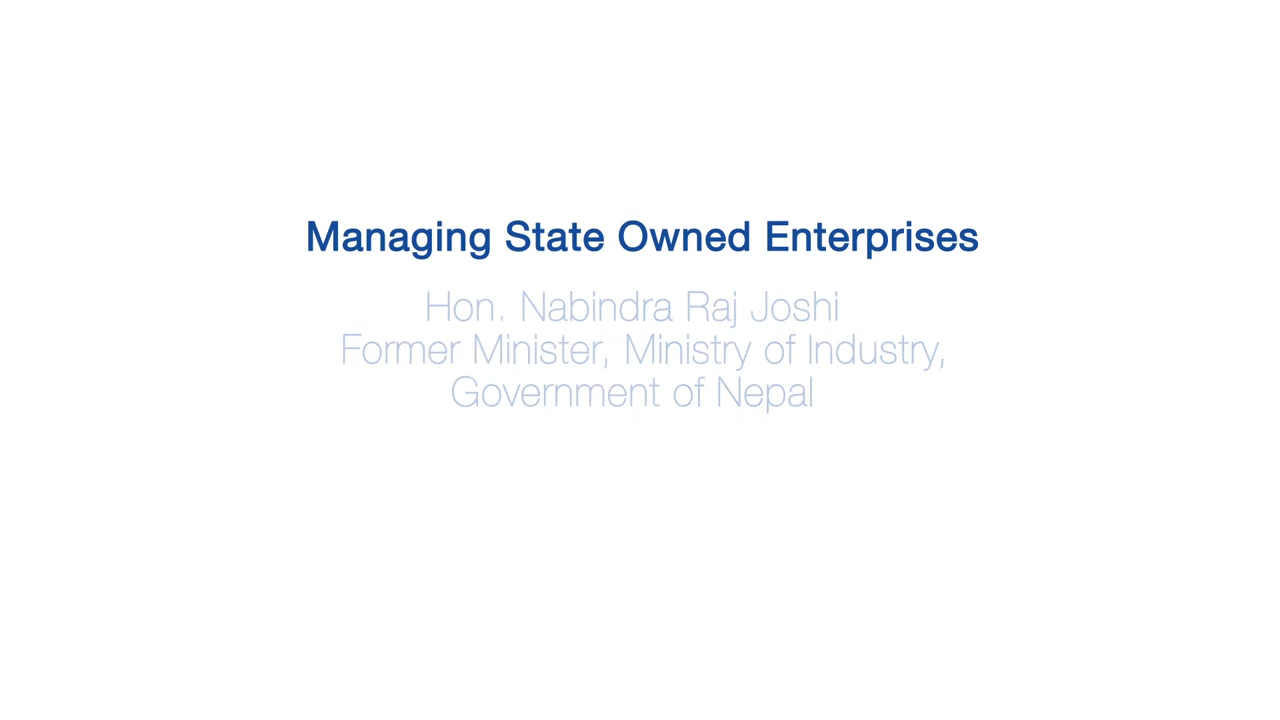 Managing State Owned Enterprises
Hon. Nabindra Raj Joshi
Former Minister, Ministry of Industry,
Government of Nepal